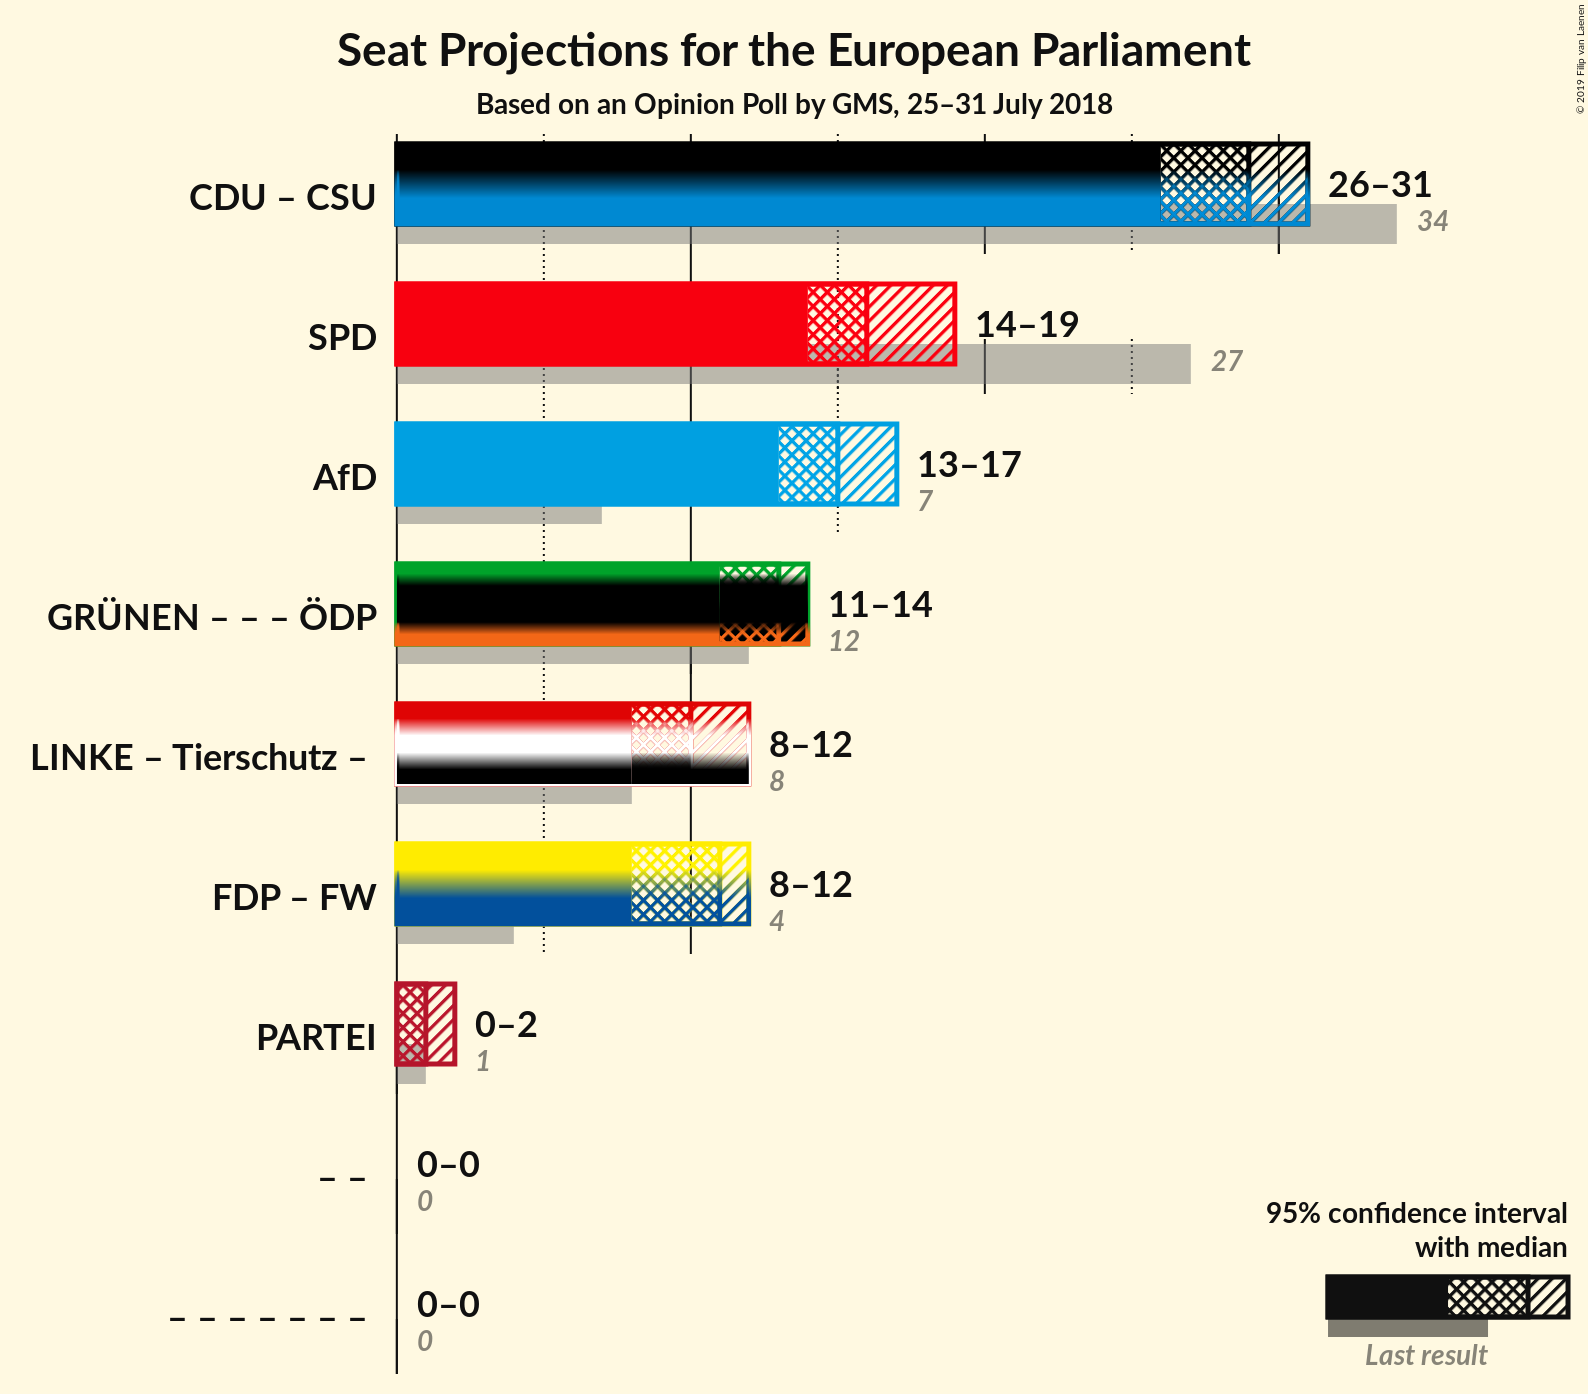 Seat Projections for the European Parliament
Based on an Opinion Poll by GMS, 25–31 July 2018
© 2019 Filip van Laenen
CDU – CSU
26–31
34
SPD
14–19
27
AfD
13–17
7
GRÜNEN – – – ÖDP
11–14
12
LINKE – Tierschutz –
8–12
8
FDP – FW
8–12
4
PARTEI
0–2
1
– –
0–0
0
– – – – – – –
0–0
0
95% confidence interval
with median
Last result